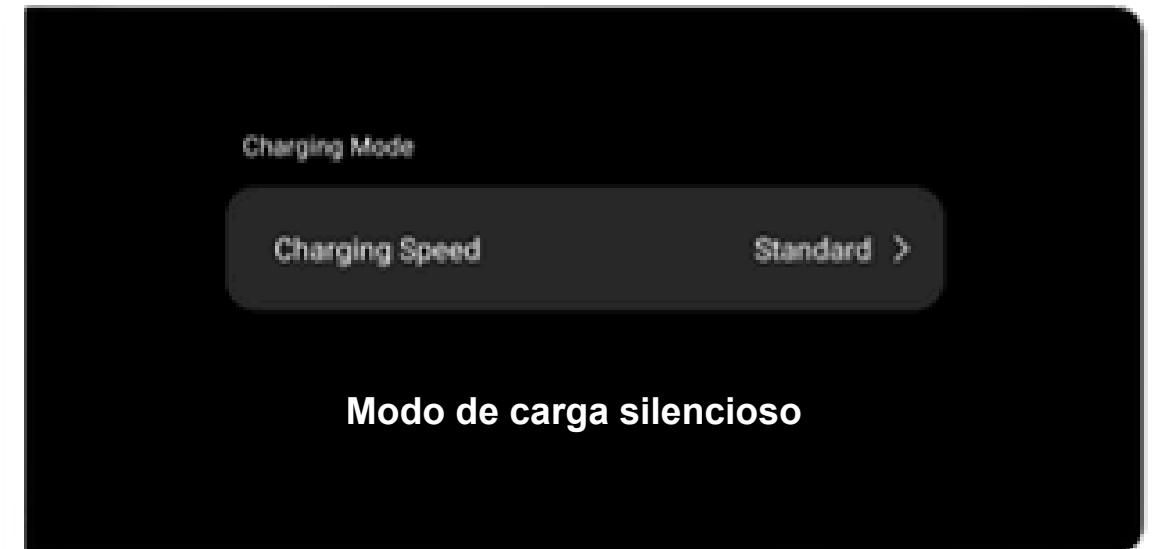 Charging Mode
Charging Speed Standard >
Modo de carga silencioso